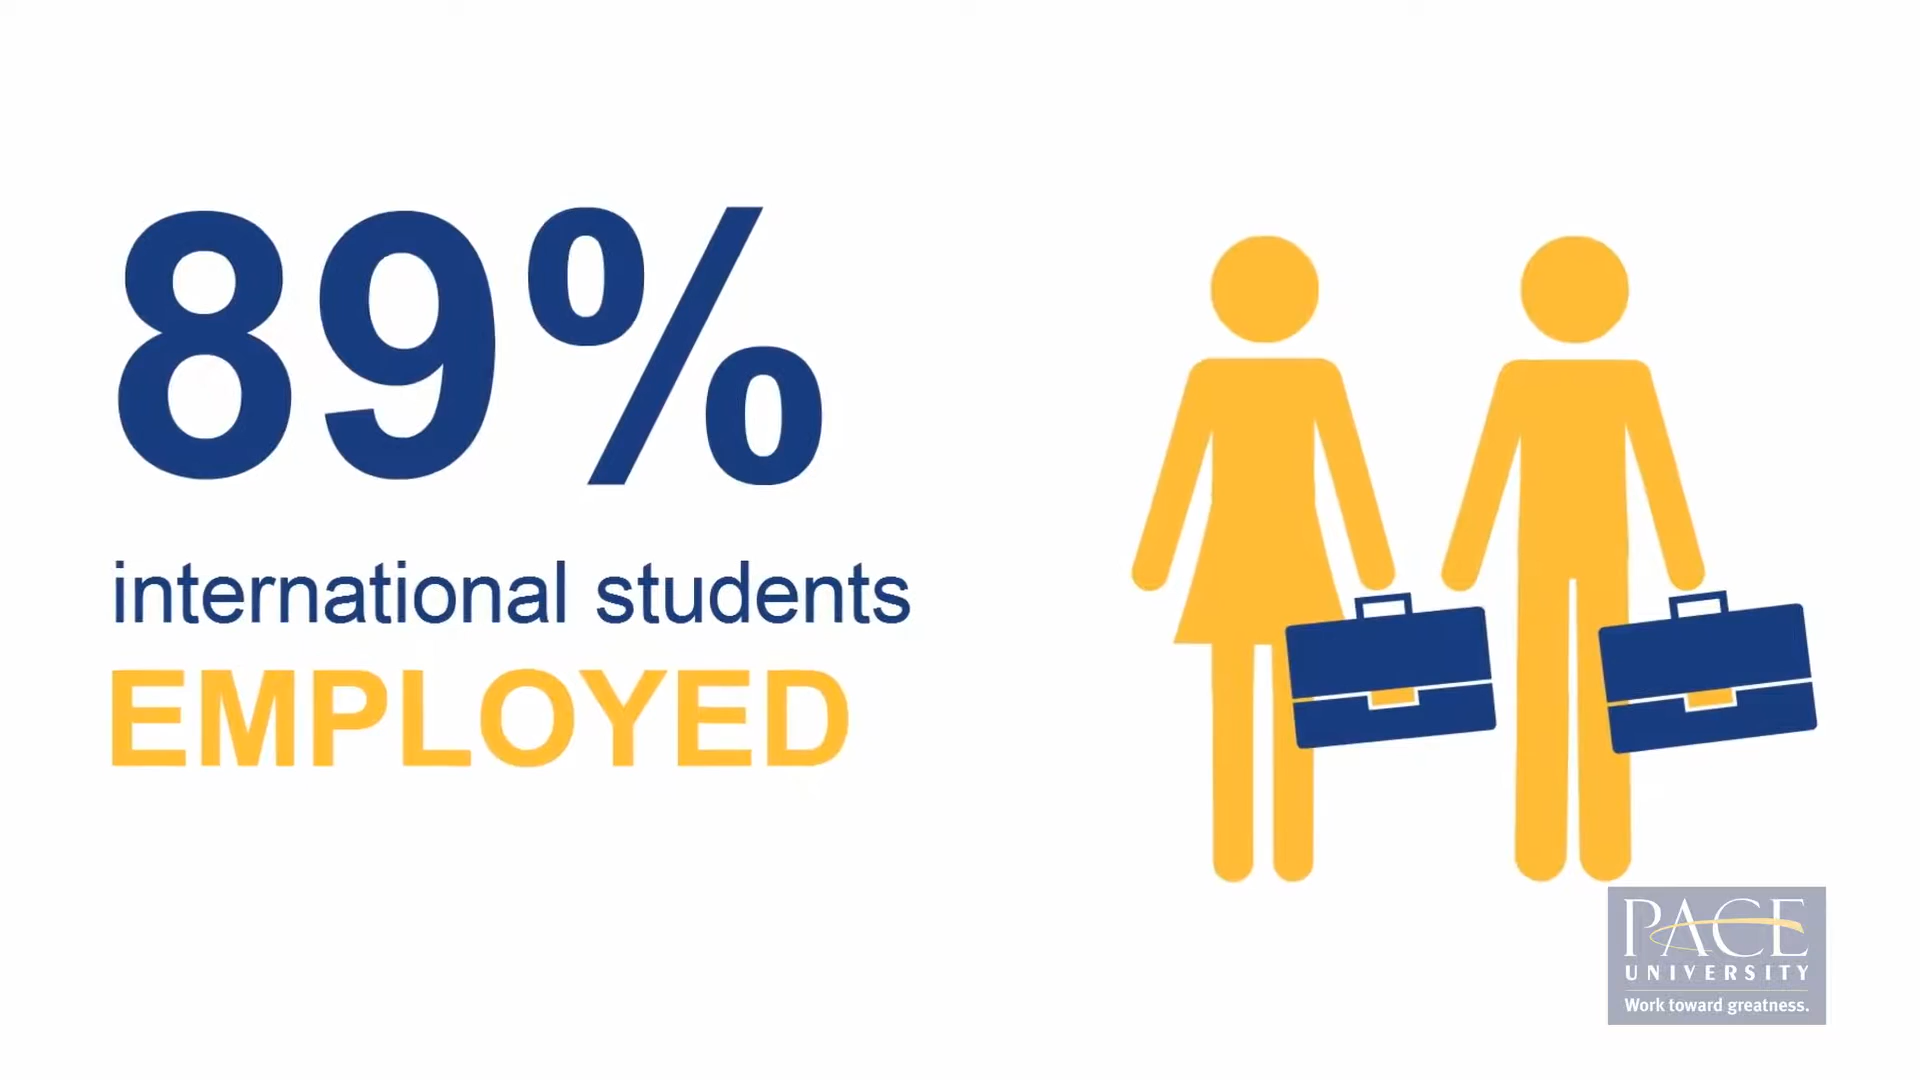 89%
international students
EMPLOYED
PACE
UNIVERSITY
Work toward greatness.